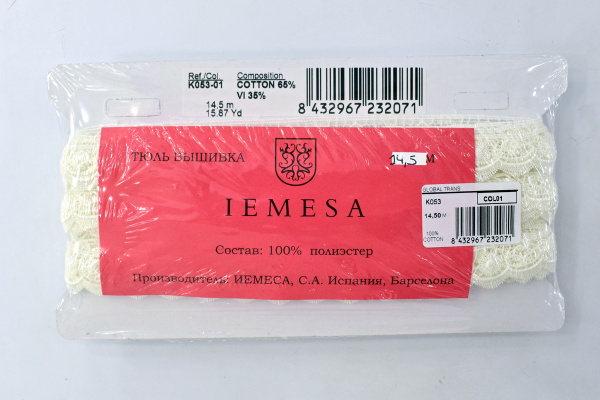 Ref./Col. Composition
K053-01 COTTON 65%
VI 35%
14,5 m
15.87 Yd
8 432967 232071
ТЮЛЬ ВЫШИВКА 14,5 М
IEMESA
Состав: 100% полиэстер
Производитель: ИЕМЕСА, С.А. Испания, Барселона
GLOBAL TRANS
K053 COL01
14,50 м
100%
COTTON
8 432967 232071